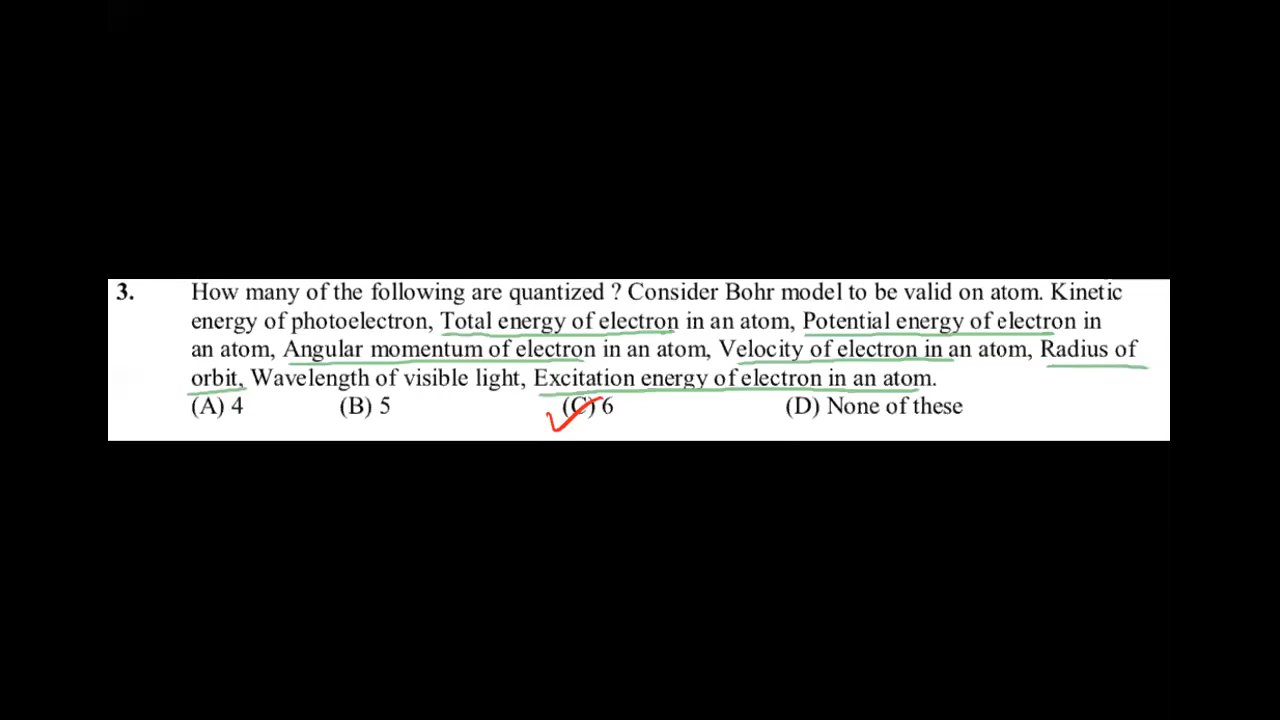 3. How many of the following are quantized ? Consider Bohr model to be valid on atom. Kinetic
energy of photoelectron, Total energy of electron in an atom, Potential energy of electron in
an atom, Angular momentum of electron in an atom, Velocity of electron in an atom, Radius of
orbit, Wavelength of visible light, Excitation energy of electron in an atom.
(A) 4 (B) 5 (C) 6 (D) None of these